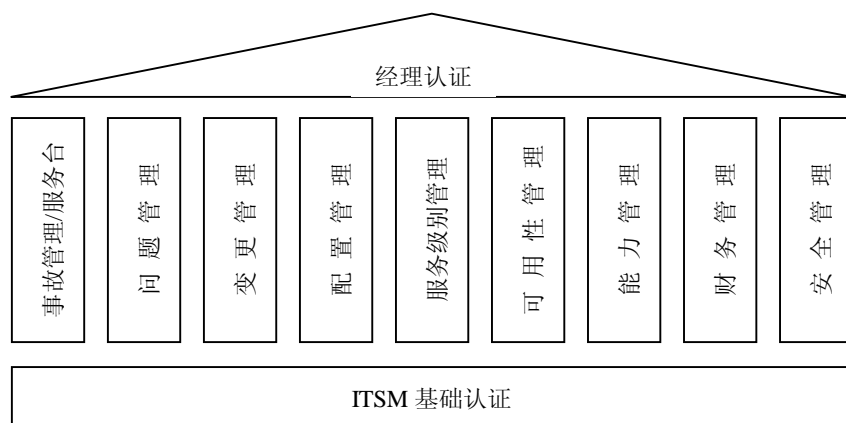 经理认证
事故管理/服务台
问题管理
变更管理
配置管理
服务级别管理
可用性管理
能力管理
财务管理
安全管理
ITSM 基础认证